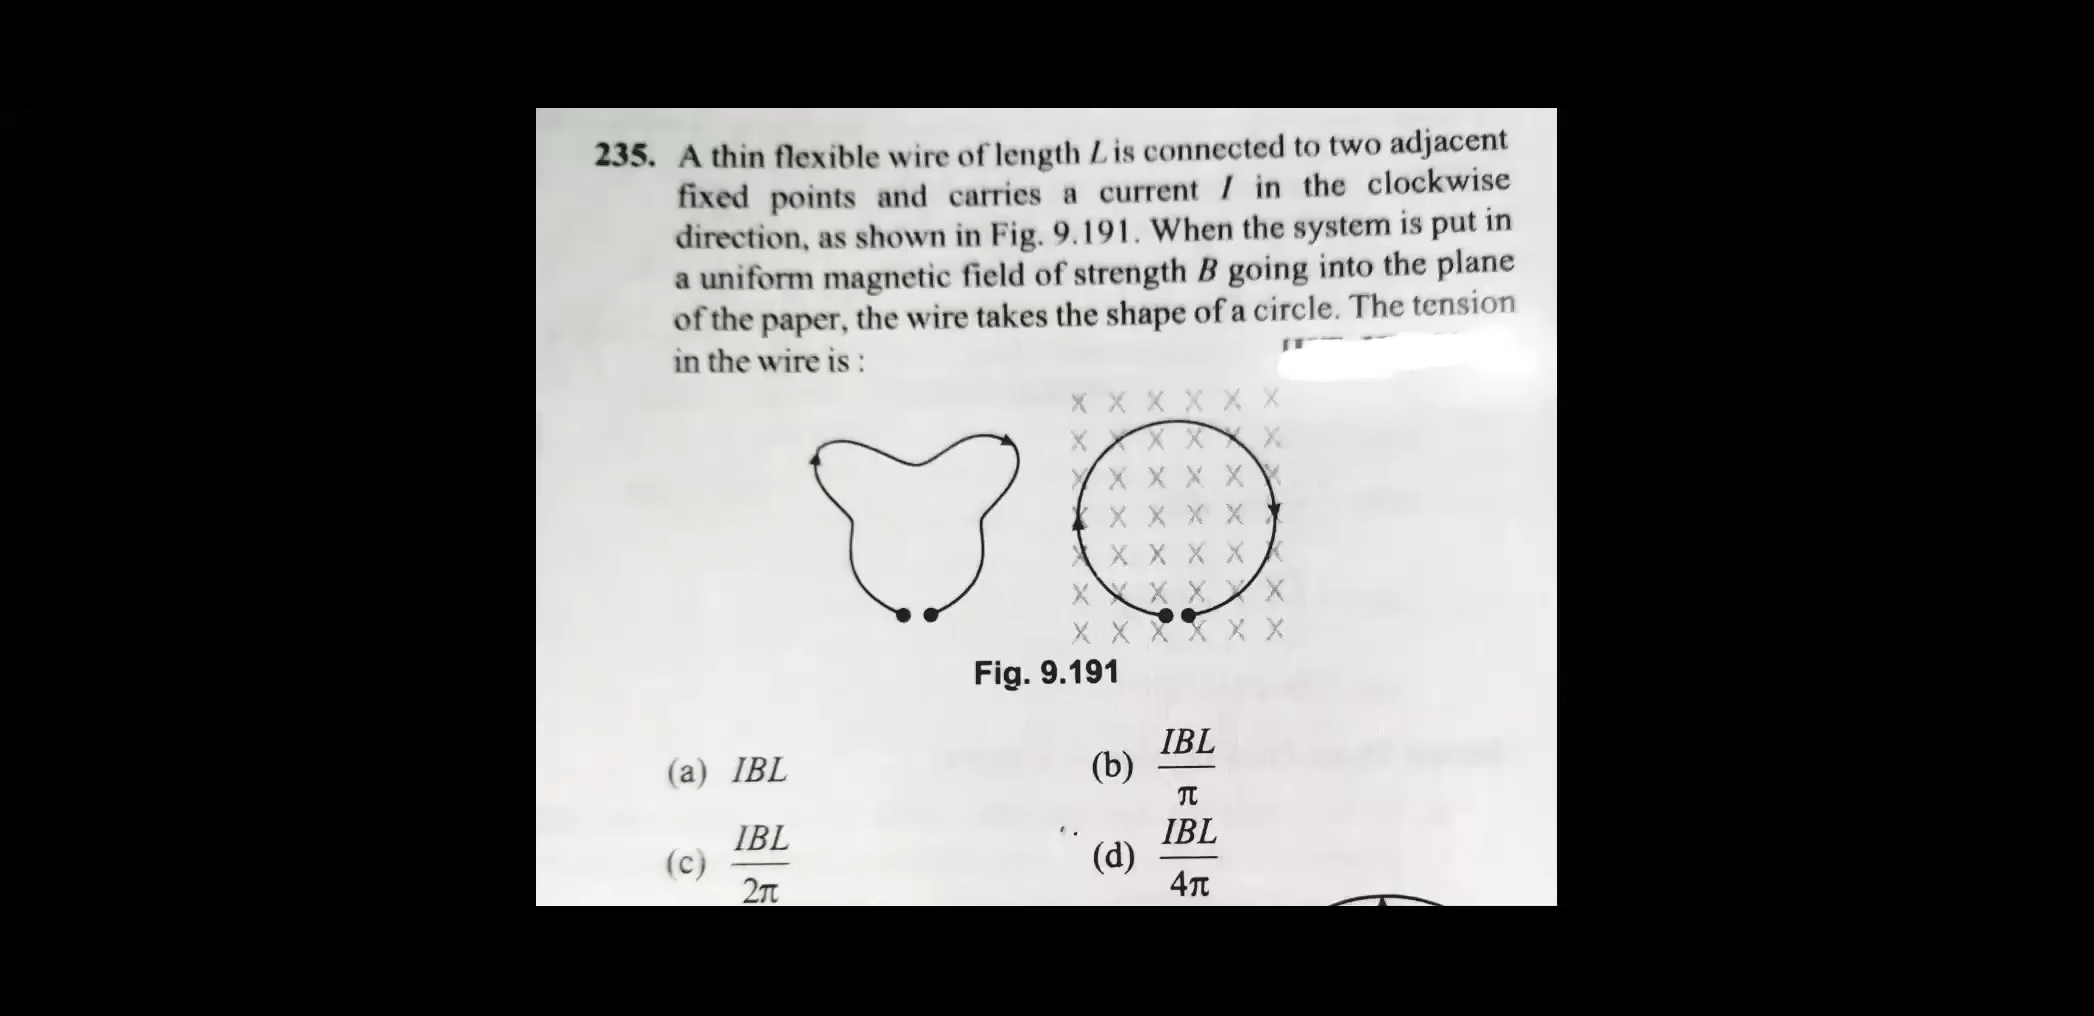 235. A thin flexible wire of length L is connected to two adjacent
fixed points and carries a current I in the clockwise
direction, as shown in Fig. 9.191. When the system is put in
a uniform magnetic field of strength B going into the plane
of the paper, the wire takes the shape of a circle. The tension
in the wire is :
X X X X X X
X X X X X X
X X X X X X
X X X X X X
X X X X X X
X X X X X X
X X X X X X
Fig. 9.191
(a) IBL (b) IBL/π
(c) IBL/2π (d) IBL/4π